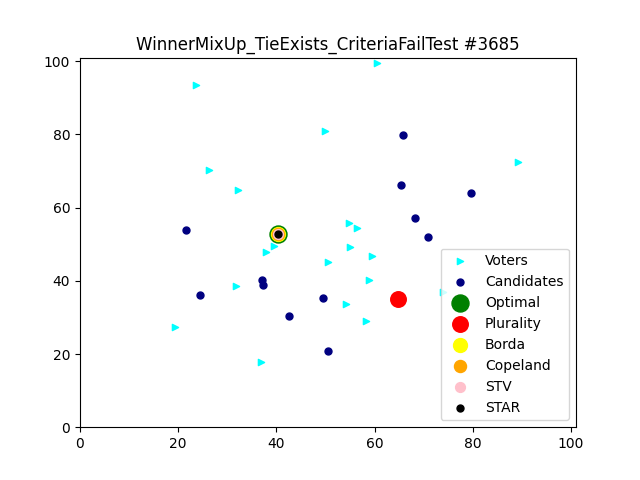 WinnerMixUp_TieExists_CriteriaFailTest #3685
100
80
60
40
20
0
0
20
40
60
80
100
Voters
Candidates
Optimal
Plurality
Borda
Copeland
STV
STAR